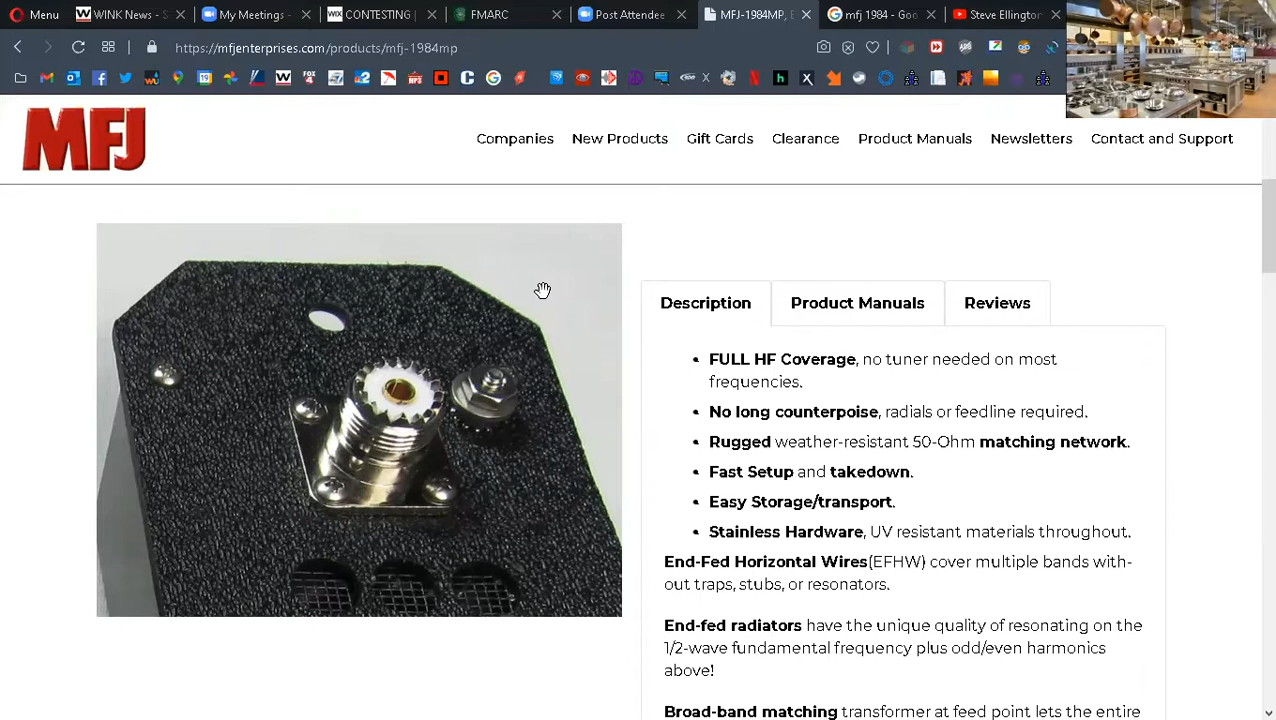 Menu
WINK News - S
My Meetings -
CONTESTING |
FMARC
Post Attendee
MFJ-1984MP, E
mfj 1984 - Goo
Steve Ellington
https://mfjenterprises.com/products/mfj-1984mp
MFJ
Companies New Products Gift Cards Clearance Product Manuals Newsletters Contact and Support
Description Product Manuals Reviews
• FULL HF Coverage, no tuner needed on most
frequencies.
• No long counterpoise, radials or feedline required.
• Rugged weather-resistant 50-Ohm matching network.
• Fast Setup and takedown.
• Easy Storage/transport.
• Stainless Hardware, UV resistant materials throughout.
End-Fed Horizontal Wires(EFHW) cover multiple bands with-
out traps, stubs, or resonators.
End-fed radiators have the unique quality of resonating on the
1/2-wave fundamental frequency plus odd/even harmonics
above!
Broad-band matching transformer at feed point lets the entire